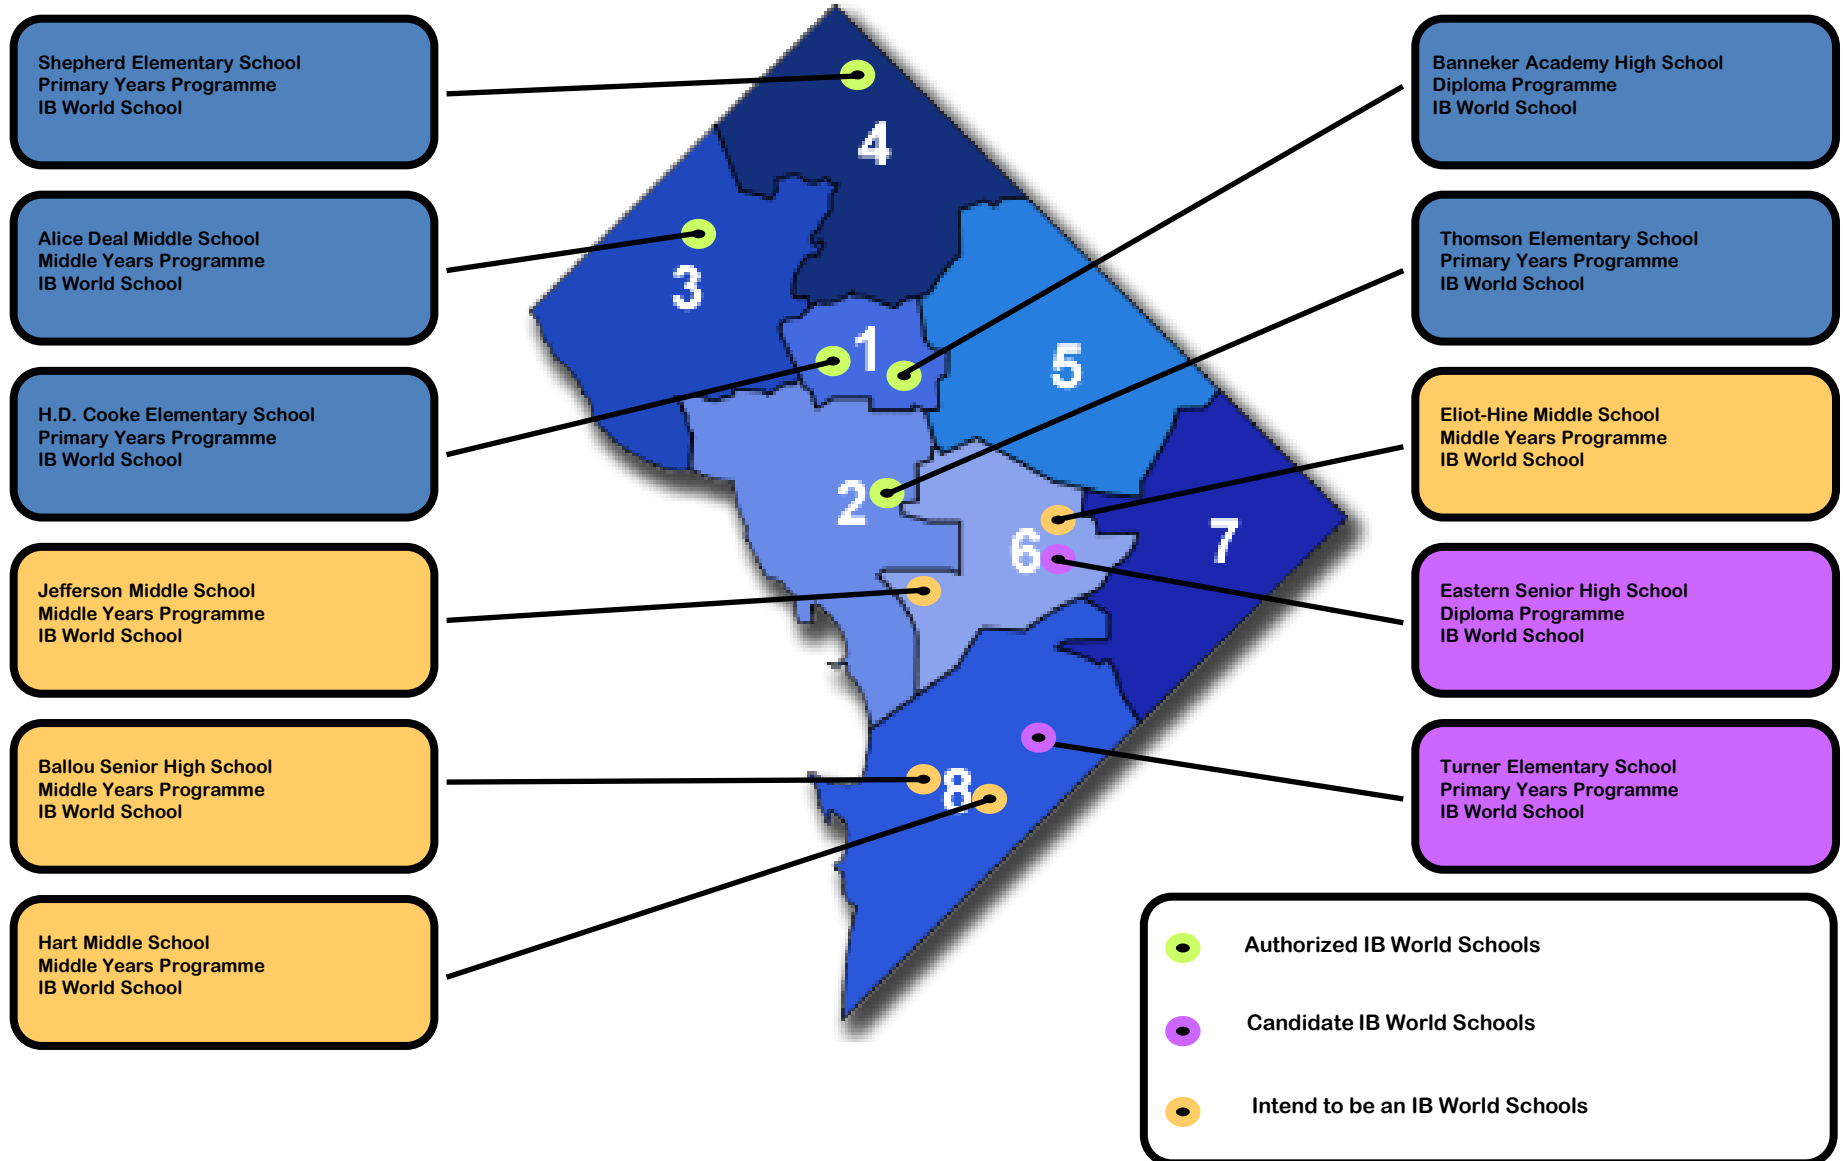 Shepherd Elementary School
Primary Years Programme
IB World School
Alice Deal Middle School
Middle Years Programme
IB World School
H.D. Cooke Elementary School
Primary Years Programme
IB World School
Jefferson Middle School
Middle Years Programme
IB World School
Ballou Senior High School
Middle Years Programme
IB World School
Hart Middle School
Middle Years Programme
IB World School
4
3
1
5
2
6
7
8
Banneker Academy High School
Diploma Programme
IB World School
Thomson Elementary School
Primary Years Programme
IB World School
Eliot-Hine Middle School
Middle Years Programme
IB World School
Eastern Senior High School
Diploma Programme
IB World School
Turner Elementary School
Primary Years Programme
IB World School
Authorized IB World Schools
Candidate IB World Schools
Intend to be an IB World Schools